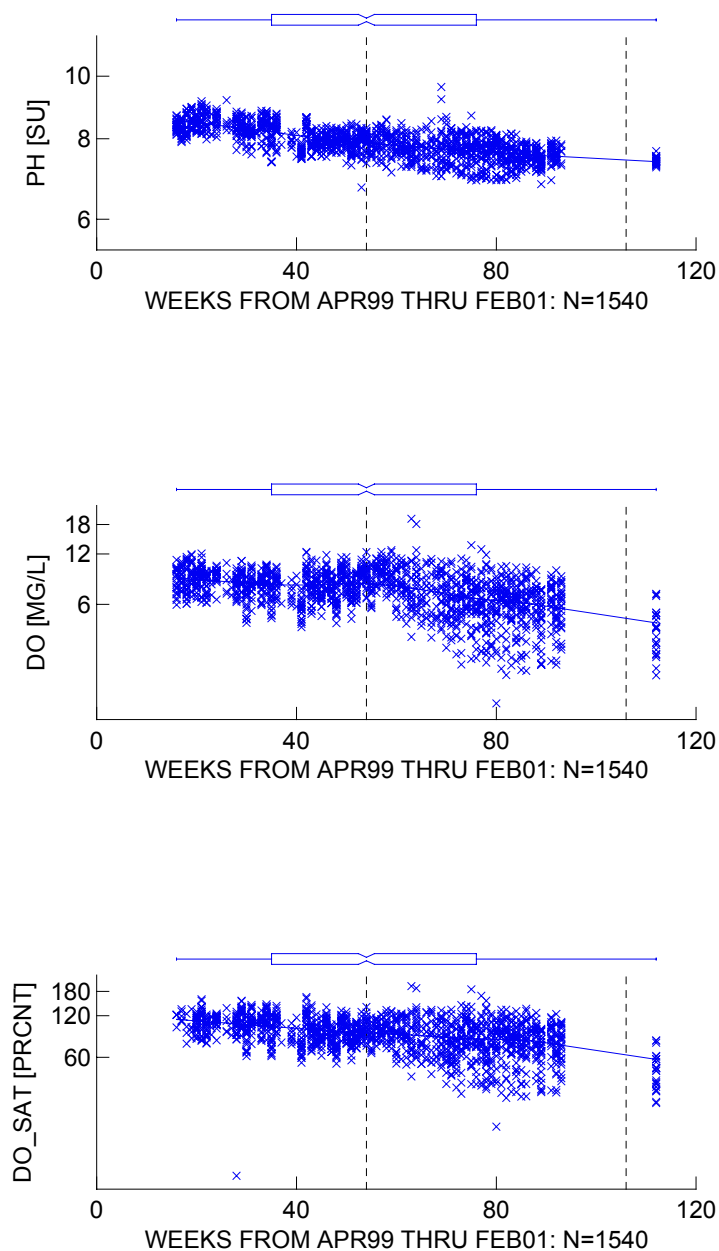 10
8
6
PH [SU]
0 40 80 120
WEEKS FROM APR99 THRU FEB01: N=1540
18
12
6
DO [MG/L]
0 40 80 120
WEEKS FROM APR99 THRU FEB01: N=1540
180
120
60
DO_SAT [PRCNT]
0 40 80 120
WEEKS FROM APR99 THRU FEB01: N=1540